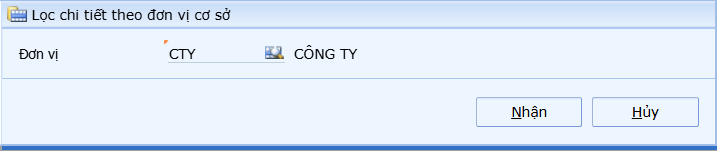 Lọc chi tiết theo đơn vị cơ sở
Đơn vị CTY CÔNG TY
Nhận Hủy